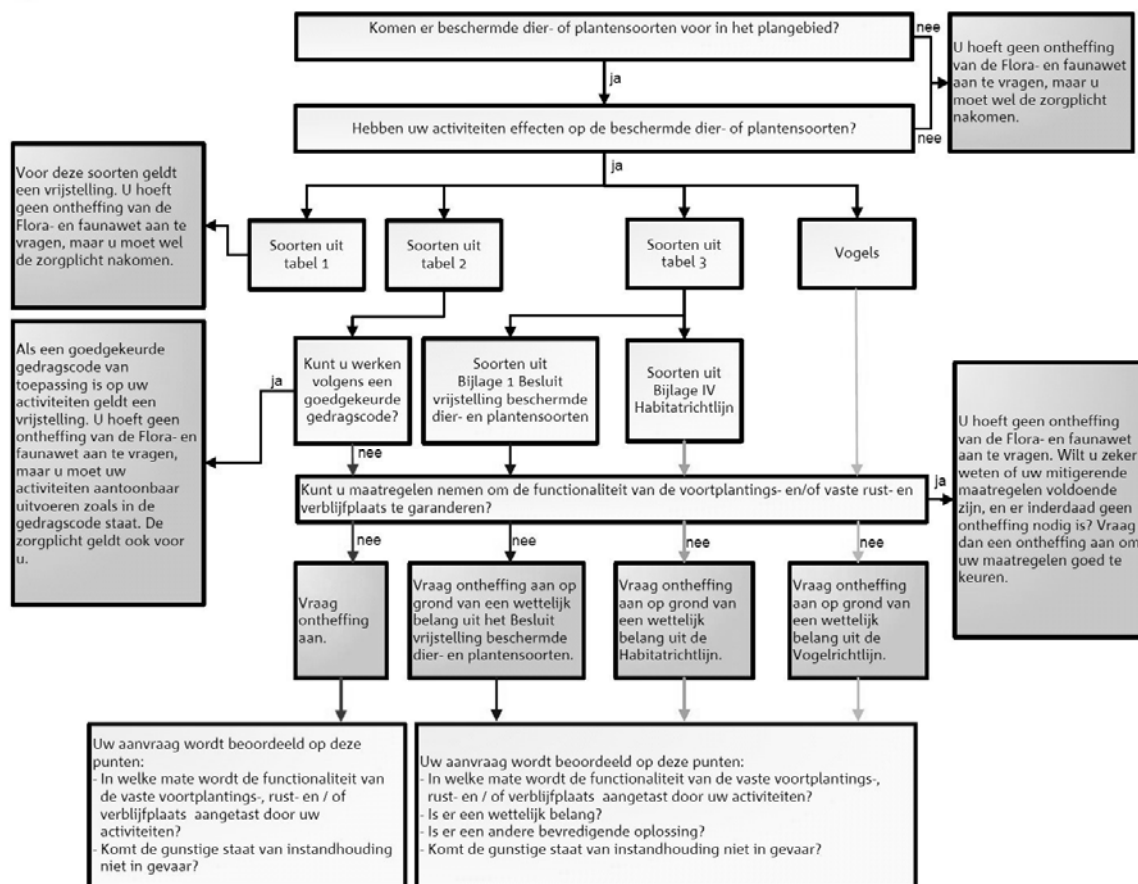 Komen er beschermde dier- of plantensoorten voor in het plangebied?
nee
U hoeft geen ontheffing
van de Flora- en faunawet
aan te vragen, maar u
moet wel de zorgplicht
nakomen.
ja
Hebben uw activiteiten effecten op de beschermde dier- of plantensoorten?
nee
ja
Voor deze soorten geldt
een vrijstelling. U hoeft
geen ontheffing van de
Flora- en faunawet aan te
vragen, maar u moet wel
de zorgplicht nakomen.
Soorten uit
tabel 1
Soorten uit
tabel 2
Soorten uit
tabel 3
Vogels
Als een goedgekeurde
gedragscode van
toepassing is op uw
activiteiten geldt een
vrijstelling. U hoeft geen
ontheffing van de Flora- en
faunawet aan te vragen,
maar u moet uw
activiteiten aantoonbaar
uitvoeren zoals in de
gedragscode staat. De
zorgplicht geldt ook voor
u.
ja
Kunt u werken
volgens een
goedgekeurde
gedragscode?
Soorten uit
Bijlage 1 Besluit
vrijstelling beschermde
dier- en plantensoorten
Soorten uit
Bijlage IV
Habitatrichtlijn
nee
Kunt u maatregelen nemen om de functionaliteit van de voortplantings- en/of vaste rust- en
verblijfplaats te garanderen?
ja
U hoeft geen ontheffing
van de Flora- en faunawet
aan te vragen. Wilt u zeker
weten of uw mitigerende
maatregelen voldoende
zijn, en er inderdaad geen
ontheffing nodig is? Vraag
dan een ontheffing aan om
uw maatregelen goed te
keuren.
nee
nee
nee
nee
Vraag
ontheffing
aan.
Vraag ontheffing aan op
grond van een wettelijk
belang uit het Besluit
vrijstelling beschermde
dier- en plantensoorten.
Vraag ontheffing
aan op grond van
een wettelijk
belang uit de
Habitatrichtlijn.
Vraag ontheffing
aan op grond van
een wettelijk
belang uit de
Vogelrichtlijn.
Uw aanvraag wordt beoordeeld op deze
punten:
- In welke mate wordt de functionaliteit van
de vaste voortplantings-, rust- en / of
verblijfplaats aangetast door uw
activiteiten?
- Komt de gunstige staat van instandhouding
niet in gevaar?
Uw aanvraag wordt beoordeeld op deze punten:
- In welke mate wordt de functionaliteit van de vaste voortplantings-,
rust- en / of verblijfplaats aangetast door uw activiteiten?
- Is er een wettelijk belang?
- Is er een andere bevredigende oplossing?
- Komt de gunstige staat van instandhouding niet in gevaar?